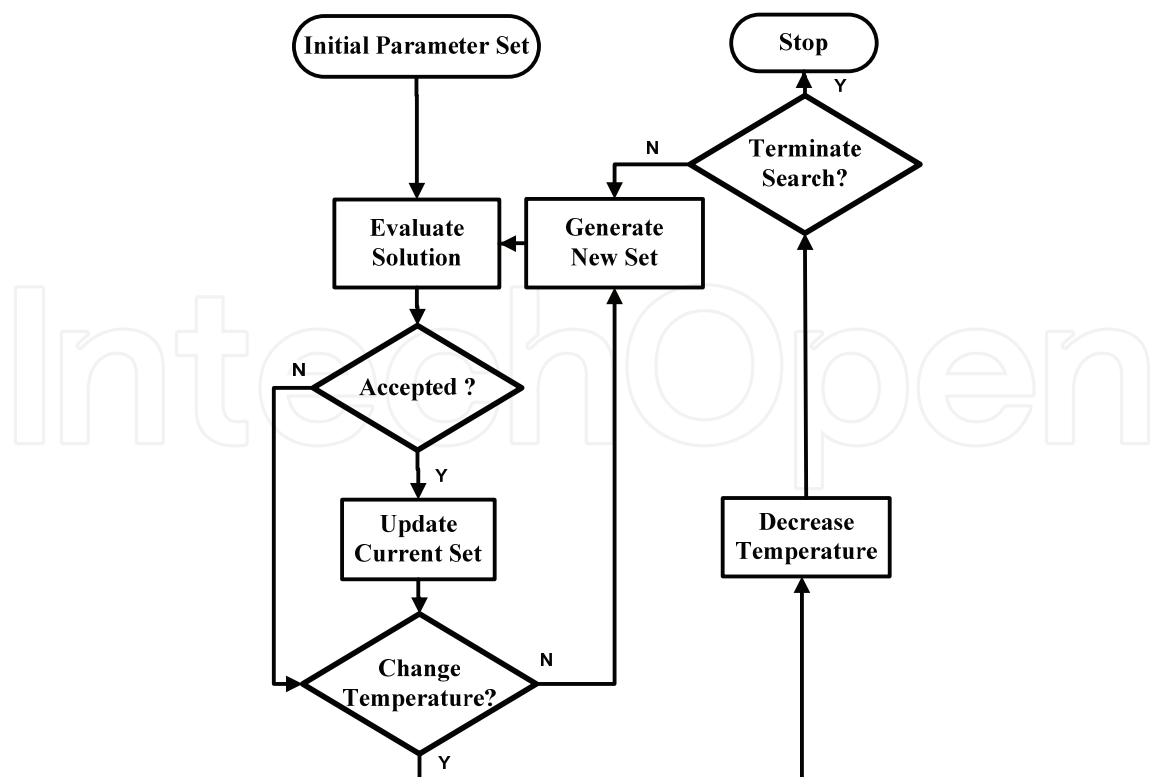 Initial Parameter Set
Stop
Y
N
Terminate
Search?
Evaluate
Solution
Generate
New Set
IntechOpen
N
Accepted ?
Y
Update
Current Set
Decrease
Temperature
Change
Temperature?
N
Y